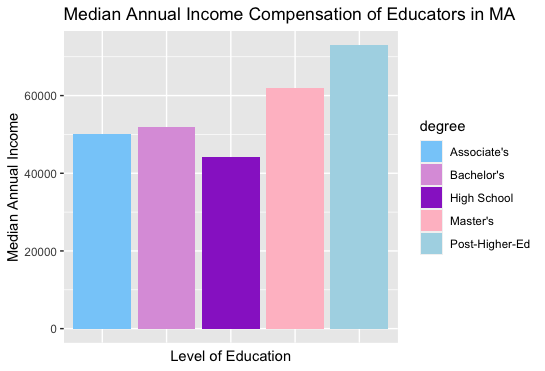 Median Annual Income Compensation of Educators in MA
Median Annual Income
60000
40000
20000
0
Level of Education
degree
Associate's
Bachelor's
High School
Master's
Post-Higher-Ed